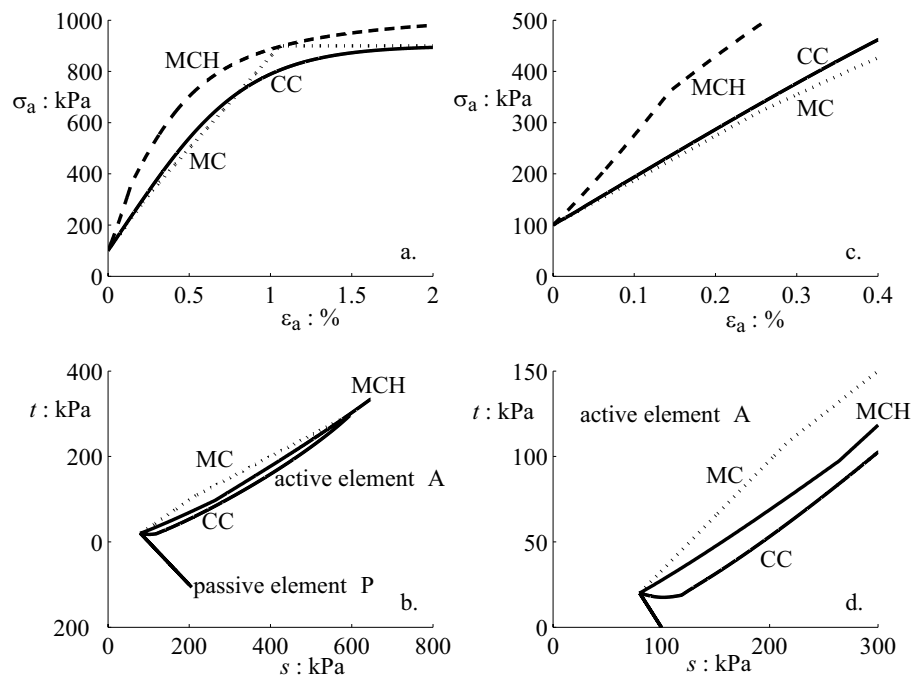 1000
800
σa : kPa
600
400
200
0
MCH
CC
MC
a.
0 0.5 1 1.5 2
εa : %
500
σa : kPa
400
300
200
100
0
CC
MCH
MC
c.
0 0.1 0.2 0.3 0.4
εa : %
400
t : kPa
200
0
200
MCH
MC
active element A
CC
passive element P
b.
0 200 400 600 800
s : kPa
150
t : kPa
100
50
0
active element A
MCH
MC
CC
d.
0 100 200 300
s : kPa